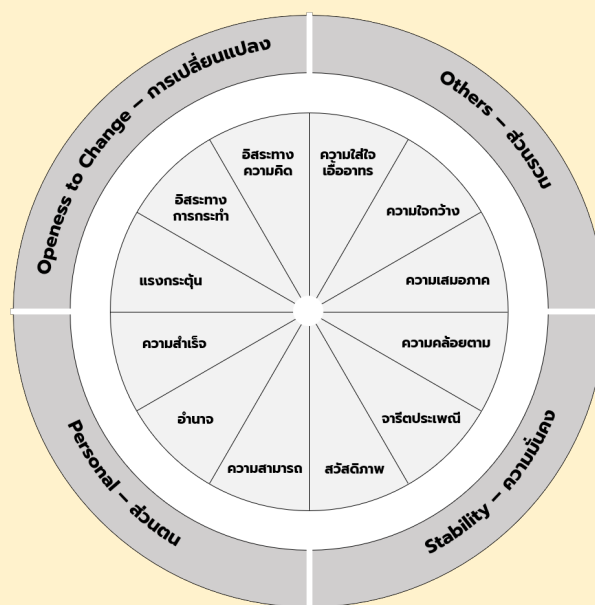 Openess to Change – การเปลี่ยนแปลง
Others – ส่วนรวม
อิสระทาง
ความคิด
ความใส่ใจ
เอื้ออาทร
อิสระทาง
การกระทำ
ความใจกว้าง
แรงกระตุ้น
ความเสมอภาค
ความสำเร็จ
ความคล้อยตาม
อำนาจ
จารีตประเพณี
ความสามารถ
สวัสดิภาพ
Personal – ส่วนตน
Stability – ความมั่นคง